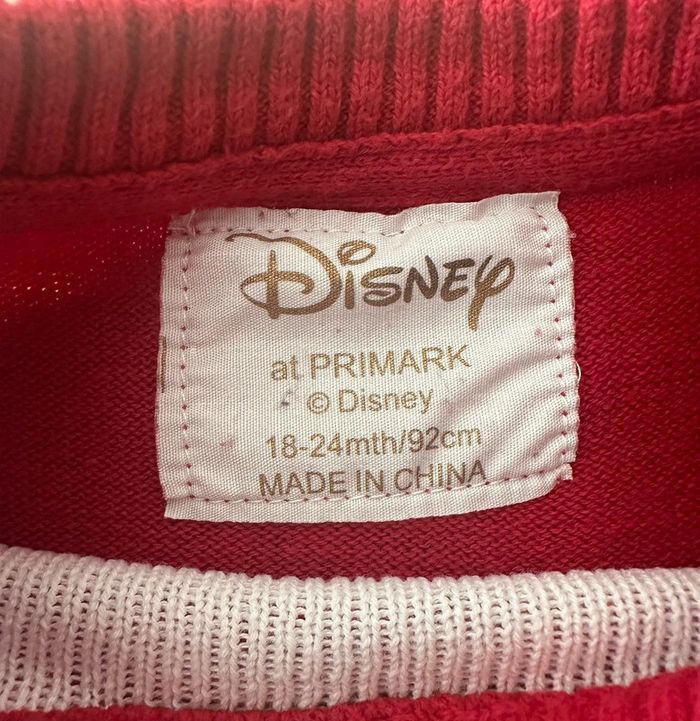 Disney
at PRIMARK
© Disney
18-24mth/92cm
MADE IN CHINA